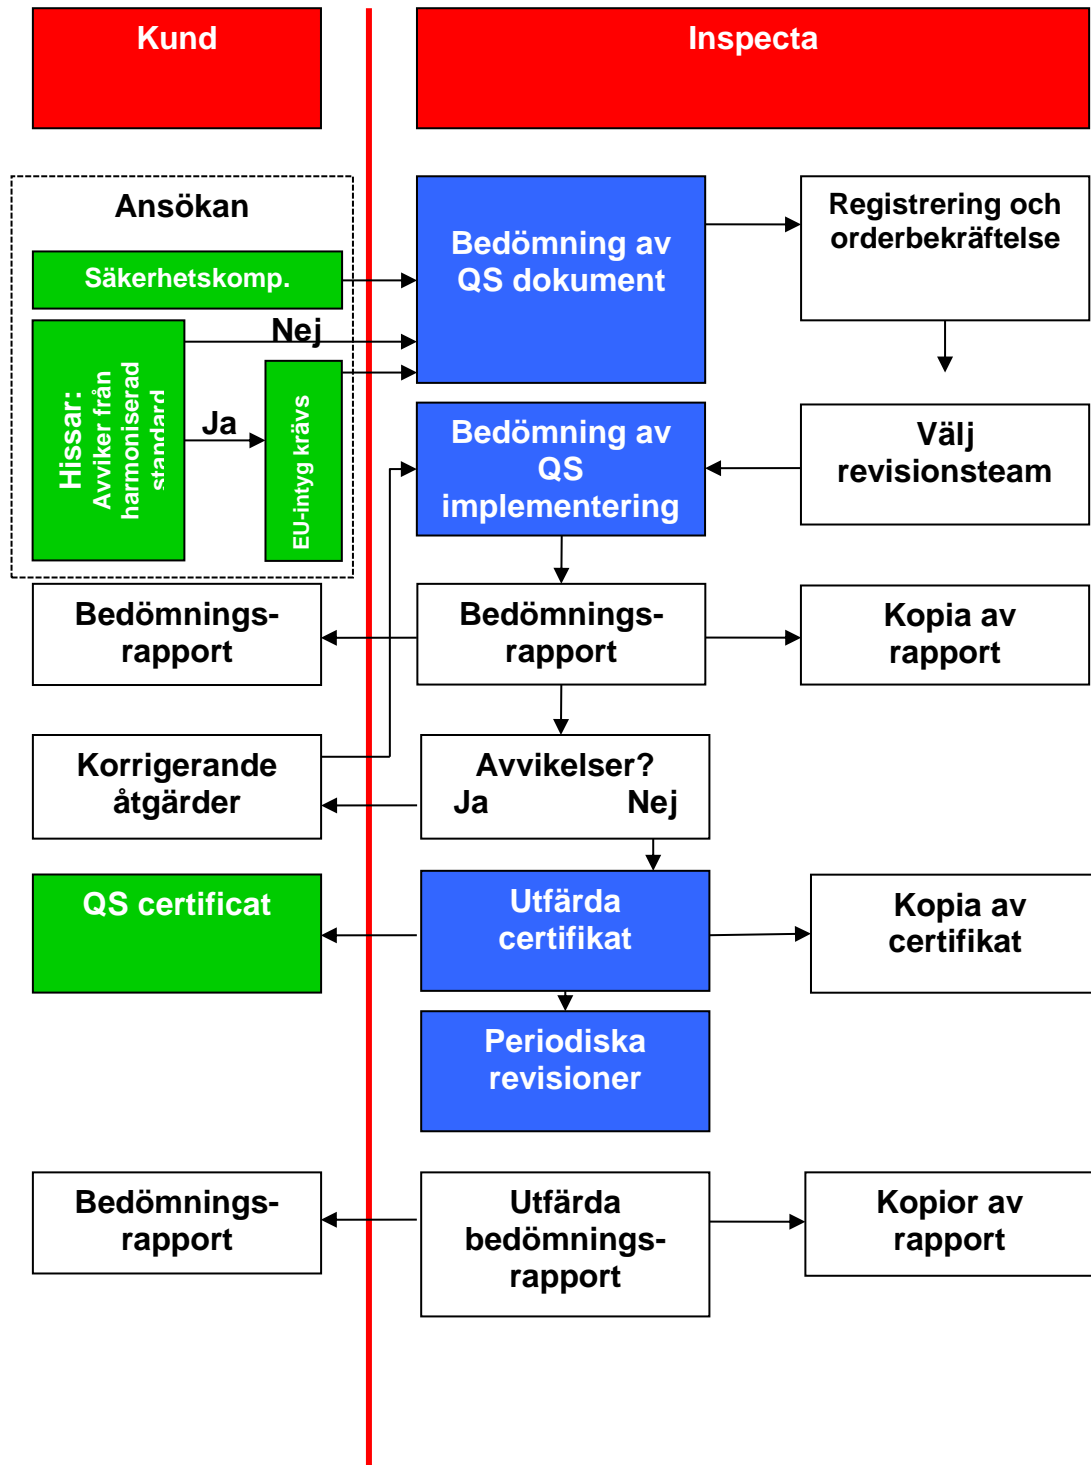 Kund
Inspecta
Ansökan
Säkerhetskomp.
Nej
Hissar:
Avviker från
harmoniserad
standard
Ja
EU-intyg krävs
Bedömning av
QS dokument
Registrering och
orderbekräftelse
Bedömning av
QS
implementering
Välj
revisionsteam
Bedömnings-
rapport
Bedömnings-
rapport
Kopia av
rapport
Korrigerande
åtgärder
Avvikelser?
Ja Nej
QS certificat
Utfärda
certifikat
Kopia av
certifikat
Periodiska
revisioner
Bedömnings-
rapport
Utfärda
bedömnings-
rapport
Kopior av
rapport